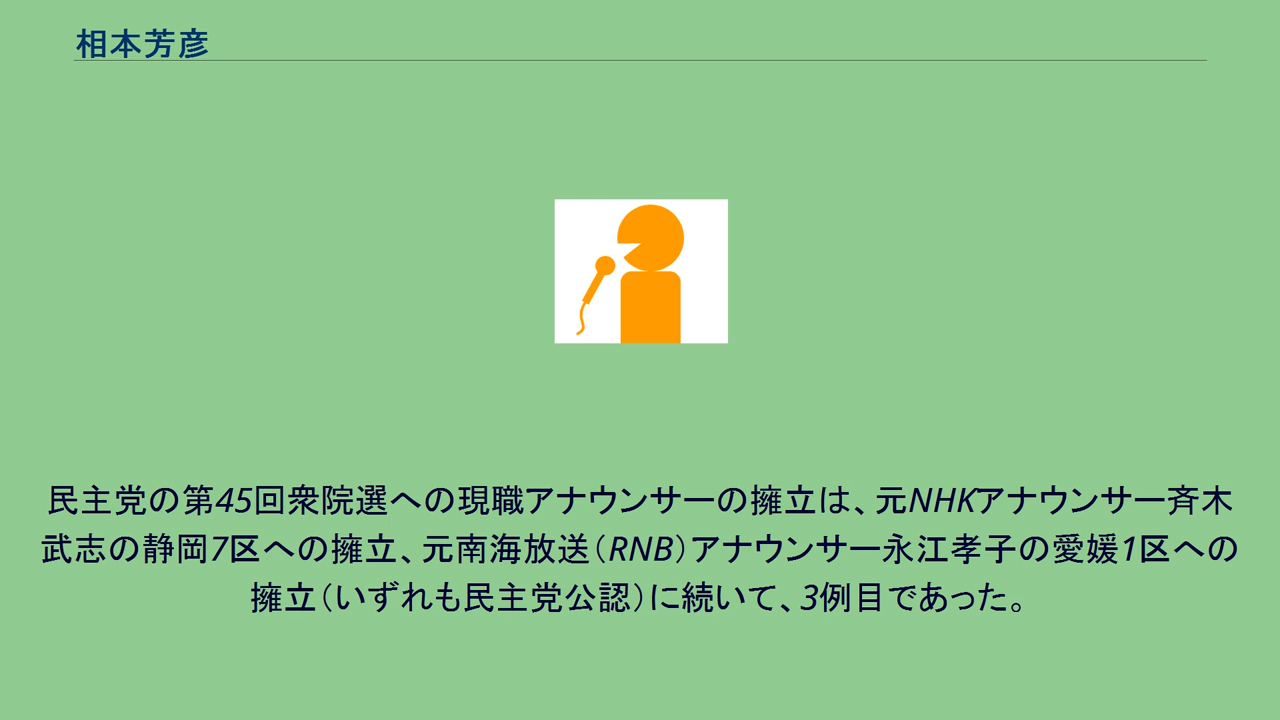 相本芳彦
民主党の第45回衆院選への現職アナウンサーの擁立は、元NHKアナウンサー斉木
武志の静岡7区への擁立、元南海放送（RNB）アナウンサー永江孝子の愛媛1区への
擁立（いずれも民主党公認）に続いて、3例目であった。